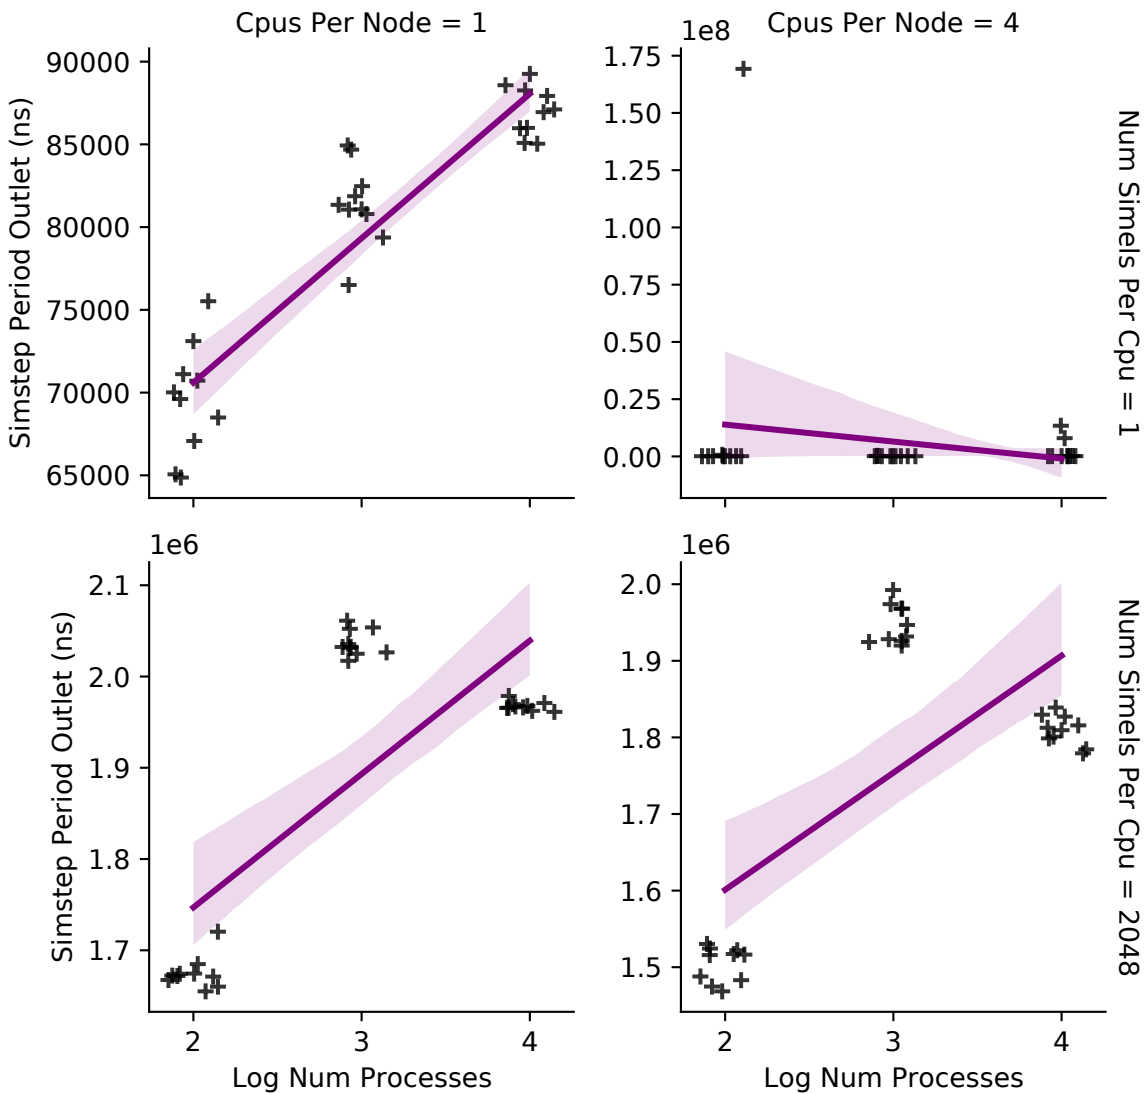 Cpus Per Node = 1
Cpus Per Node = 4
1e8
90000
85000
80000
75000
70000
65000
Simstep Period Outlet (ns)
1.75
1.50
1.25
1.00
0.75
0.50
0.25
0.00
Num Simels Per Cpu = 1
1e6
2.1
2.0
1.9
1.8
1.7
Simstep Period Outlet (ns)
2
3
4
Log Num Processes
1e6
2.0
1.9
1.8
1.7
1.6
1.5
2
3
4
Log Num Processes
Num Simels Per Cpu = 2048